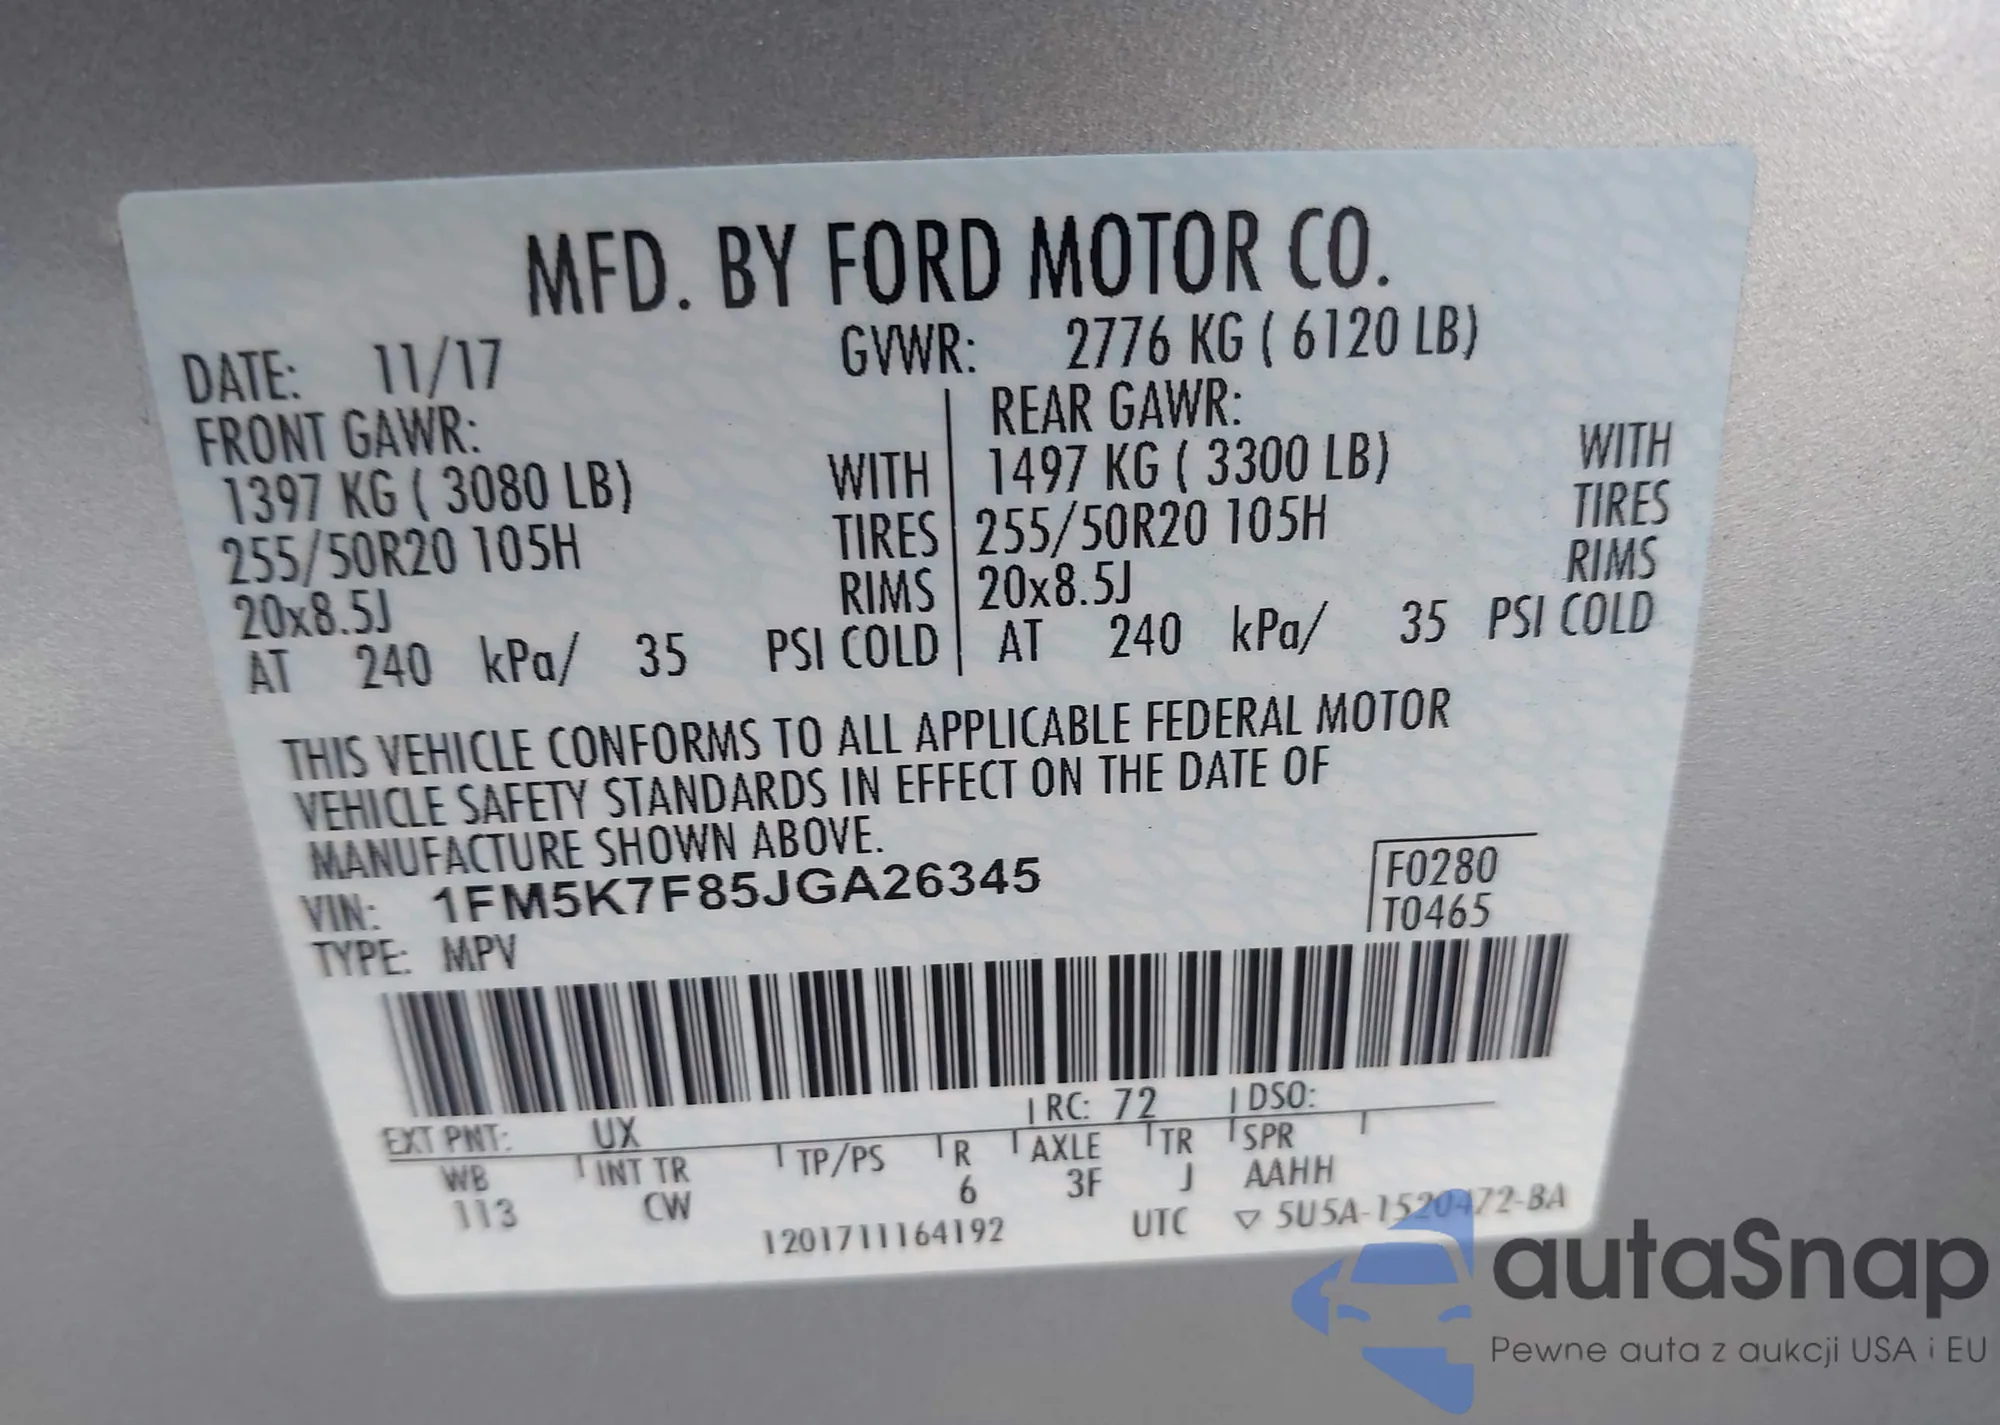 MFD. BY FORD MOTOR CO.
DATE: 11/17 GVWR: 2776 KG ( 6120 LB)
FRONT GAWR: REAR GAWR:
1397 KG ( 3080 LB) WITH 1497 KG ( 3300 LB) WITH
255/50R20 105H TIRES 255/50R20 105H TIRES
20x8.5J RIMS 20x8.5J RIMS
AT 240 kPa/ 35 PSI COLD AT 240 kPa/ 35 PSI COLD
THIS VEHICLE CONFORMS TO ALL APPLICABLE FEDERAL MOTOR
VEHICLE SAFETY STANDARDS IN EFFECT ON THE DATE OF
MANUFACTURE SHOWN ABOVE.
VIN: 1FM5K7F85JGA26345 F0280
TYPE: MPV T0465
EXT PNT: UX RC: 72 DSO:
WB INT TR TP/PS R AXLE TR SPR
113 CW 6 3F J AAHH
1201711164192 UTC ▽ 5U5A-1520472-BA
autaSnap
Pewne auta z aukcji USA i EU